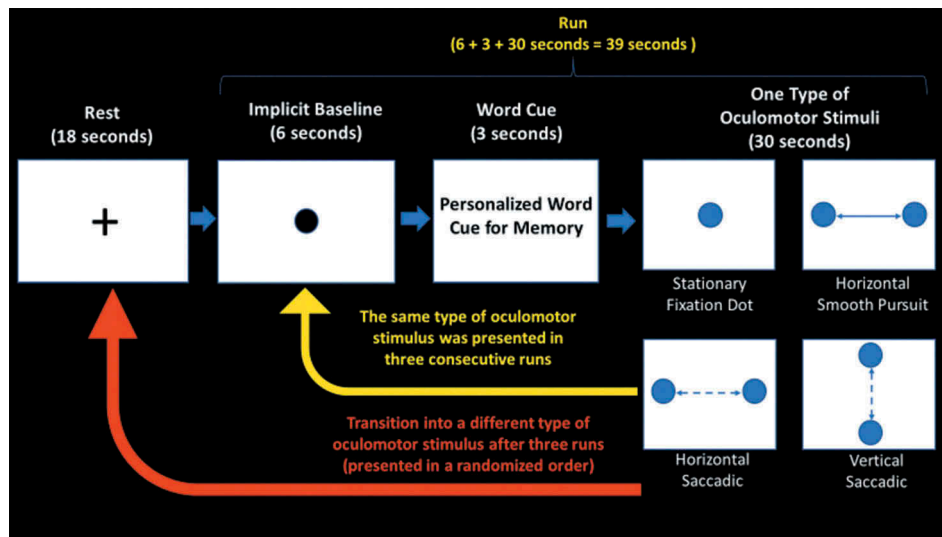 Run
(6 + 3 + 30 seconds = 39 seconds )
Rest
(18 seconds)
Implicit Baseline
(6 seconds)
Word Cue
(3 seconds)
One Type of
Oculomotor Stimuli
(30 seconds)
Personalized Word
Cue for Memory
Stationary
Fixation Dot
Horizontal
Smooth Pursuit
The same type of oculomotor
stimulus was presented in
three consecutive runs
Transition into a different type of
oculomotor stimulus after three runs
(presented in a randomized order)
Horizontal
Saccadic
Vertical
Saccadic